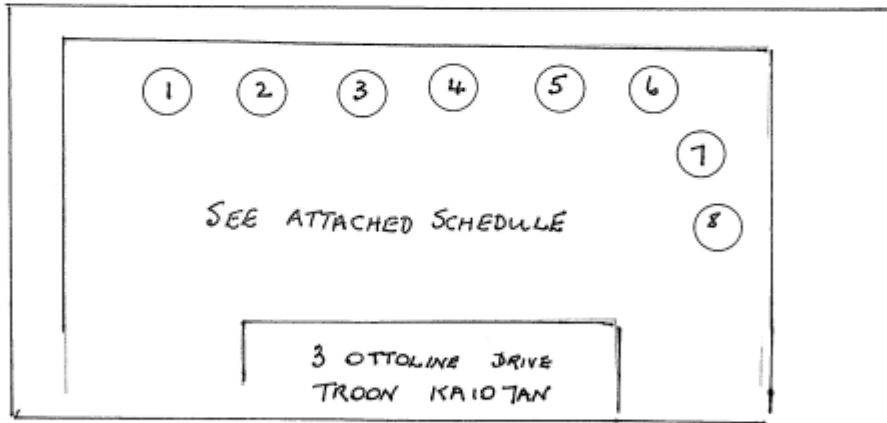 1 2 3 4 5 6
7
8
SEE ATTACHED SCHEDULE
3 OTTOLINE DRIVE
TROON KA10 7AN